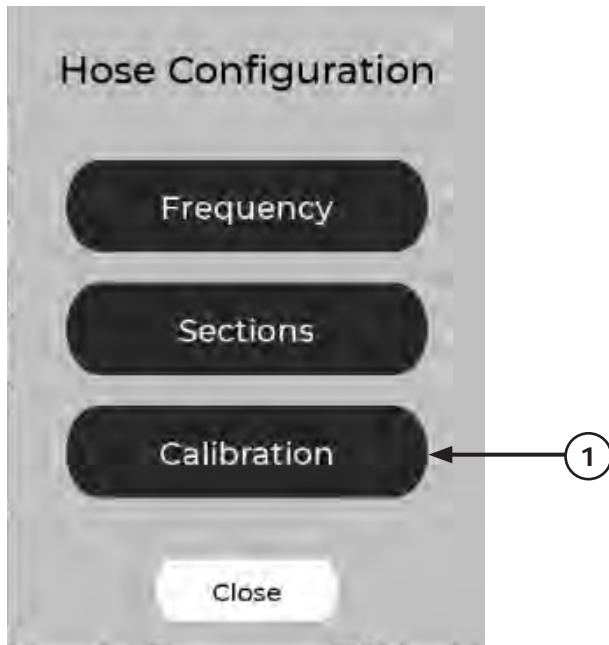 Hose Configuration
Frequency
Sections
Calibration
1
Close